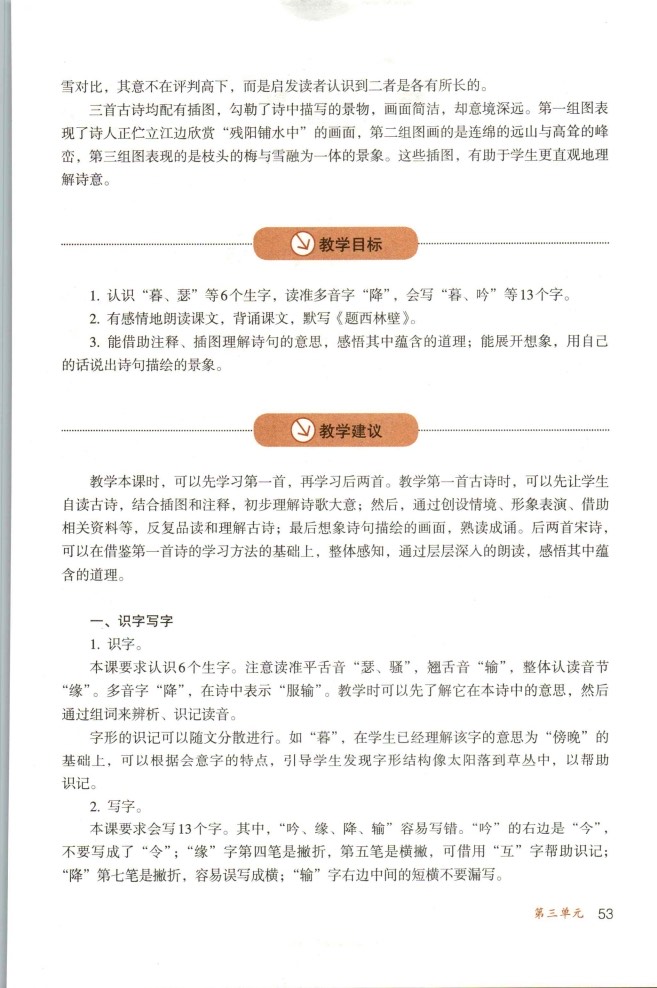 雪对比，其意不在评判高下，而是启发读者认识到二者是各有所长的。
三首古诗均配有插图，勾勒了诗中描写的景物，画面简洁，却意境深远。第一组图表
现了诗人正伫立江边欣赏“残阳铺水中”的画面，第二组图画的是连绵的远山与高耸的峰
峦，第三组图表现的是枝头的梅与雪融为一体的景象。这些插图，有助于学生更直观地理
解诗意。
教学目标
1. 认识“暮、瑟”等6个生字，读准多音字“降”，会写“暮、吟”等13个字。
2. 有感情地朗读课文，背诵课文，默写《题西林壁》。
3. 能借助注释、插图理解诗句的意思，感悟其中蕴含的道理；能展开想象，用自己
的话说出诗句描绘的景象。
教学建议
教学本课时，可以先学习第一首，再学习后两首。教学第一首古诗时，可以先让学生
自读古诗，结合插图和注释，初步理解诗歌大意；然后，通过创设情境、形象表演、借助
相关资料等，反复品读和理解古诗；最后想象诗句描绘的画面，熟读成诵。后两首宋诗，
可以在借鉴第一首诗的学习方法的基础上，整体感知，通过层层深入的朗读，感悟其中蕴
含的道理。
一、识字写字
1. 识字。
本课要求认识6个生字。注意读准平舌音“瑟、骚”，翘舌音“输”，整体认读音节
“缘”。多音字“降”，在诗中表示“服输”。教学时可以先了解它在本诗中的意思，然后
通过组词来辨析、识记读音。
字形的识记可以随文分散进行。如“暮”，在学生已经理解该字的意思为“傍晚”的
基础上，可以根据会意字的特点，引导学生发现字形结构像太阳落到草丛中，以帮助
识记。
2. 写字。
本课要求会写13个字。其中，“吟、缘、降、输”容易写错。“吟”的右边是“今”，
不要写成了“令”；“缘”字第四笔是撇折，第五笔是横撇，可借用“互”字帮助识记；
“降”第七笔是撇折，容易误写成横；“输”字右边中间的短横不要漏写。
第三单元 53